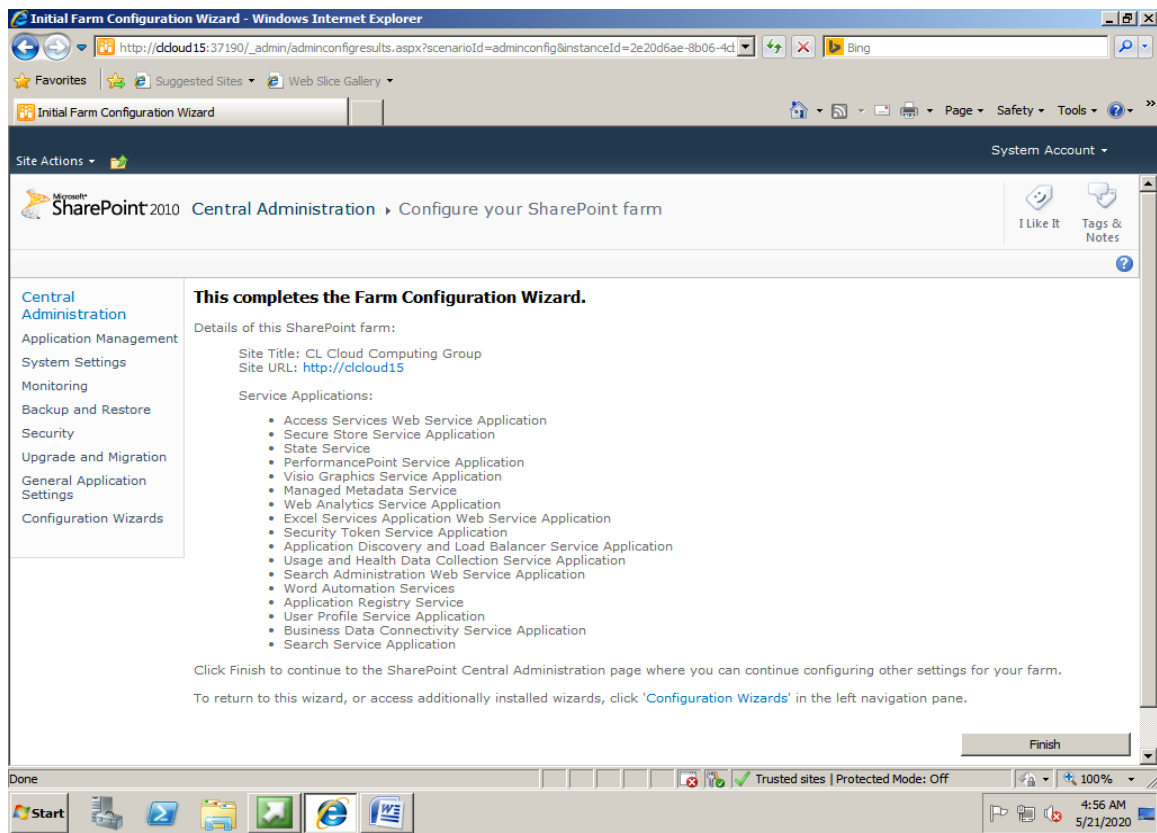 Initial Farm Configuration Wizard - Windows Internet Explorer
http://clcloud15:37190/_admin/adminconfigresults.aspx?scenarioId=adminconfig&instanceId=2e20d6ae-8b06-4cl
Bing
Favorites
Suggested Sites
Web Slice Gallery
Initial Farm Configuration Wizard
Page
Safety
Tools
»
Site Actions
System Account
Microsoft
SharePoint 2010
Central Administration
Configure your SharePoint farm
I Like It
Tags &
Notes
Central
Administration
Application Management
System Settings
Monitoring
Backup and Restore
Security
Upgrade and Migration
General Application
Settings
Configuration Wizards
This completes the Farm Configuration Wizard.
Details of this SharePoint farm:
Site Title: CL Cloud Computing Group
Site URL: http://clcloud15
Service Applications:
• Access Services Web Service Application
• Secure Store Service Application
• State Service
• PerformancePoint Service Application
• Visio Graphics Service Application
• Managed Metadata Service
• Web Analytics Service Application
• Excel Services Application Web Service Application
• Security Token Service Application
• Application Discovery and Load Balancer Service Application
• Usage and Health Data Collection Service Application
• Search Administration Web Service Application
• Word Automation Services
• Application Registry Service
• User Profile Service Application
• Business Data Connectivity Service Application
• Search Service Application
Click Finish to continue to the SharePoint Central Administration page where you can continue configuring other settings for your farm.
To return to this wizard, or access additionally installed wizards, click 'Configuration Wizards' in the left navigation pane.
Finish
Done
Trusted sites | Protected Mode: Off
100%
Start
4:56 AM
5/21/2020